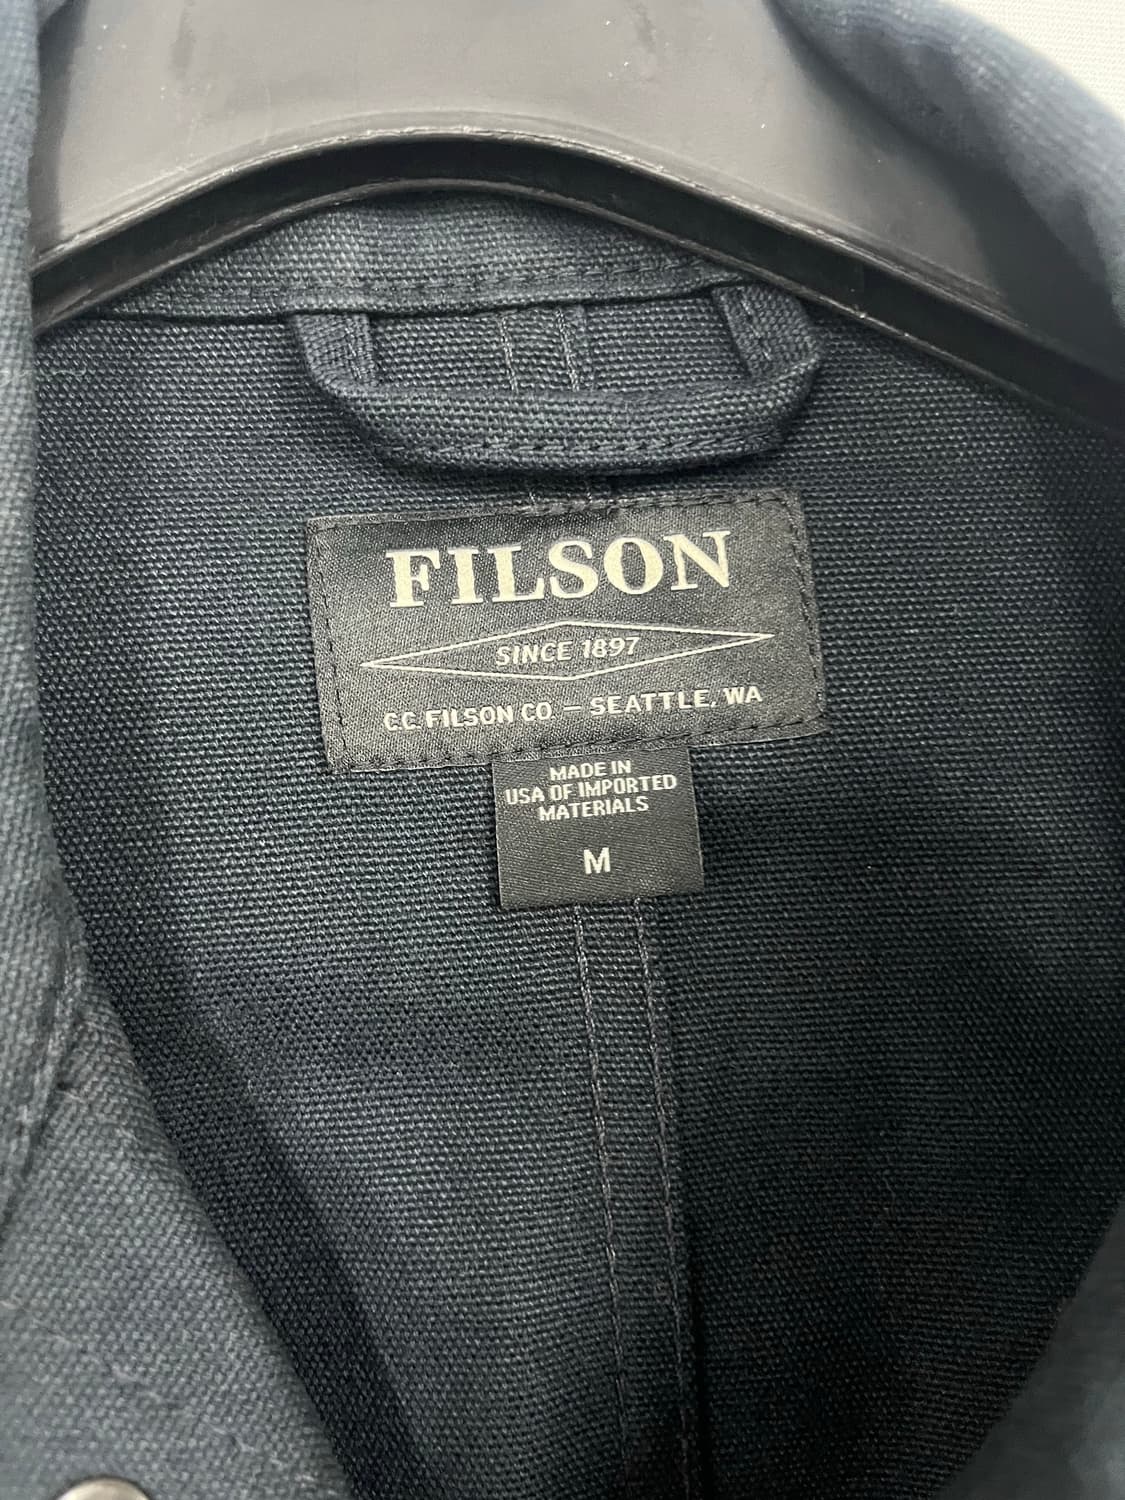 FILSON
SINCE 1897
C.C. FILSON CO. – SEATTLE, WA
MADE IN
USA OF IMPORTED
MATERIALS
M